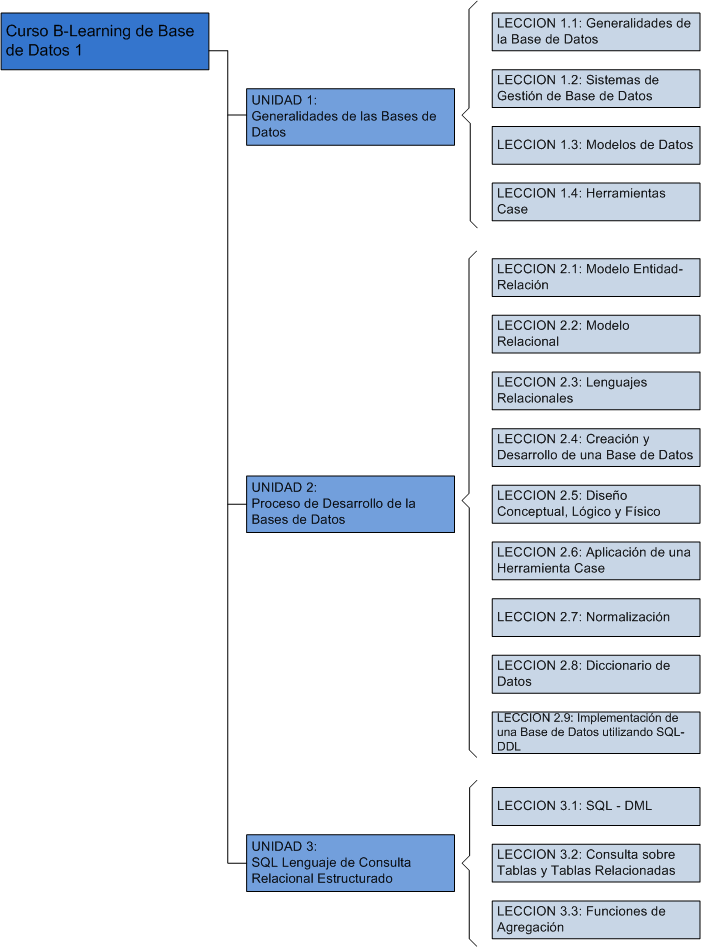 Curso B-Learning de Base
de Datos 1
UNIDAD 1:
Generalidades de las Bases de
Datos
LECCION 1.1: Generalidades de
la Base de Datos
LECCION 1.2: Sistemas de
Gestión de Base de Datos
LECCION 1.3: Modelos de Datos
LECCION 1.4: Herramientas
Case
UNIDAD 2:
Proceso de Desarrollo de la
Bases de Datos
LECCION 2.1: Modelo Entidad-
Relación
LECCION 2.2: Modelo
Relacional
LECCION 2.3: Lenguajes
Relacionales
LECCION 2.4: Creación y
Desarrollo de una Base de Datos
LECCION 2.5: Diseño
Conceptual, Lógico y Físico
LECCION 2.6: Aplicación de una
Herramienta Case
LECCION 2.7: Normalización
LECCION 2.8: Diccionario de
Datos
LECCION 2.9: Implementación de
una Base de Datos utilizando SQL-
DDL
UNIDAD 3:
SQL Lenguaje de Consulta
Relacional Estructurado
LECCION 3.1: SQL - DML
LECCION 3.2: Consulta sobre
Tablas y Tablas Relacionadas
LECCION 3.3: Funciones de
Agregación